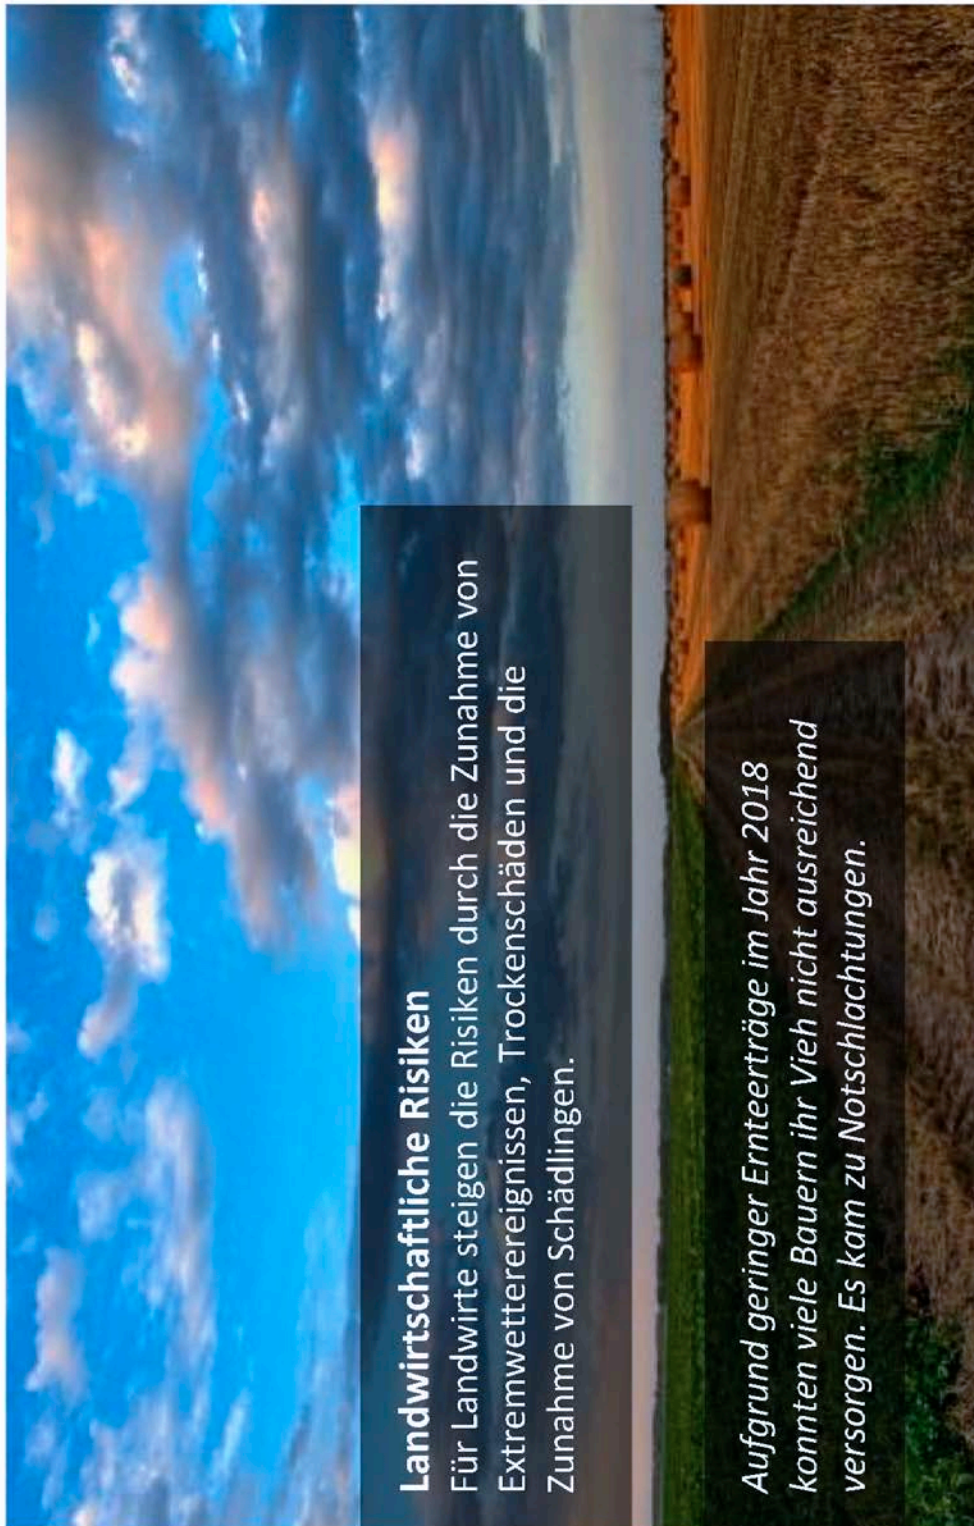 Landwirtschaftliche Risiken
Für Landwirte steigen die Risiken durch die Zunahme von
Extremwetterereignissen, Trockenschäden und die
Zunahme von Schädlingen.
Aufgrund geringer Ernteerträge im Jahr 2018
konnten viele Bauern ihr Vieh nicht ausreichend
versorgen. Es kam zu Notschlachtungen.